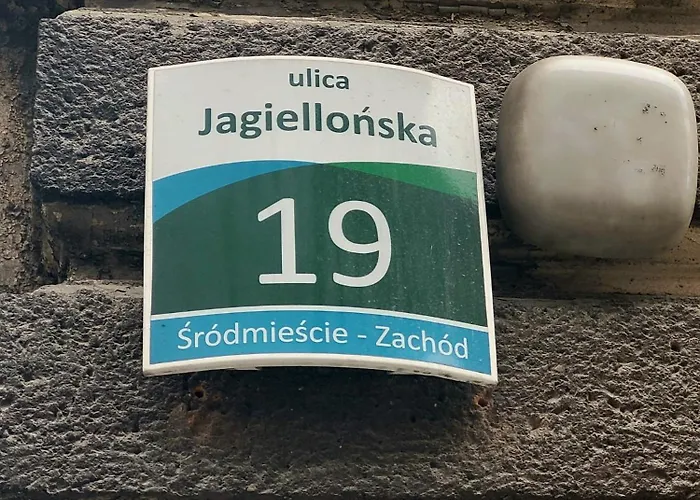 ulica
Jagiellońska
19
Śródmieście - Zachód